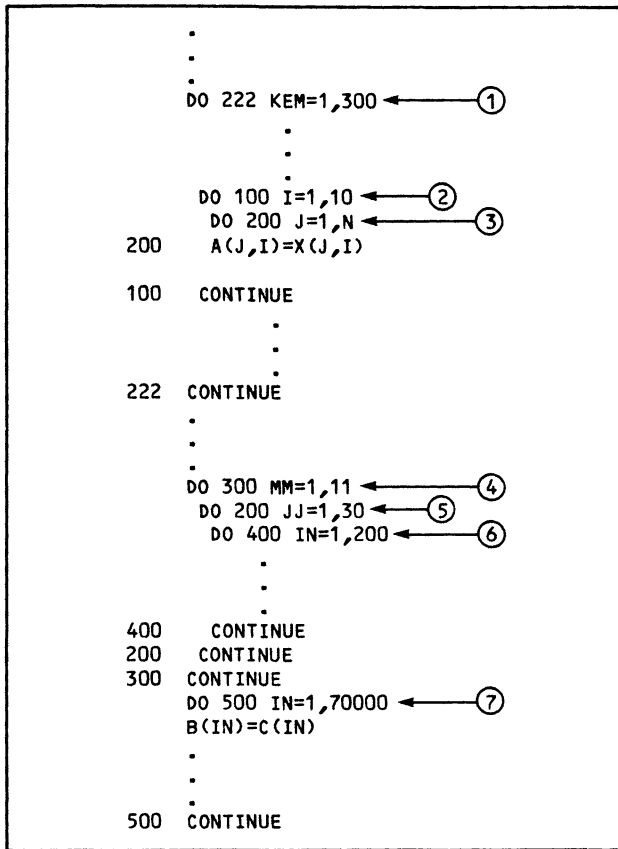 .
.
.
DO 222 KEM=1,300 ①
.
.
.
DO 100 I=1,10 ②
DO 200 J=1,N ③
200 A(J,I)=X(J,I)
100 CONTINUE
.
.
.
222 CONTINUE
.
.
.
DO 300 MM=1,11 ④
DO 200 JJ=1,30 ⑤
DO 400 IN=1,200 ⑥
.
.
.
400 CONTINUE
200 CONTINUE
300 CONTINUE
DO 500 IN=1,70000 ⑦
B(IN)=C(IN)
.
.
.
500 CONTINUE